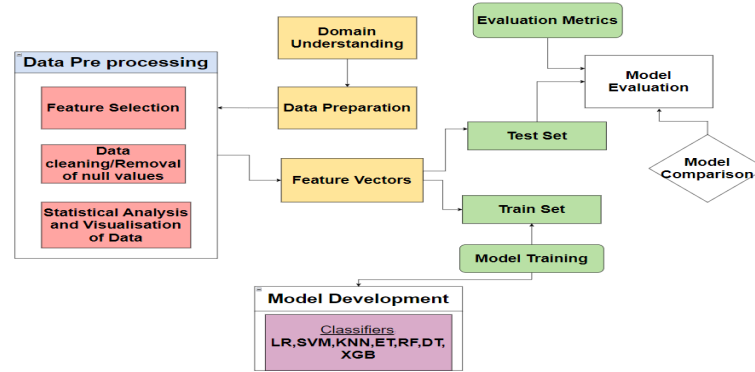 Domain
Understanding
Evaluation Metrics
Data Pre processing
Model
Evaluation
Feature Selection
Data Preparation
Test Set
Data
cleaning/Removal
of null values
Feature Vectors
Model
Comparison
Statistical Analysis
and Visualisation
of Data
Train Set
Model Training
Model Development
Classifiers
LR,SVM,KNN,ET,RF,DT,
XGB